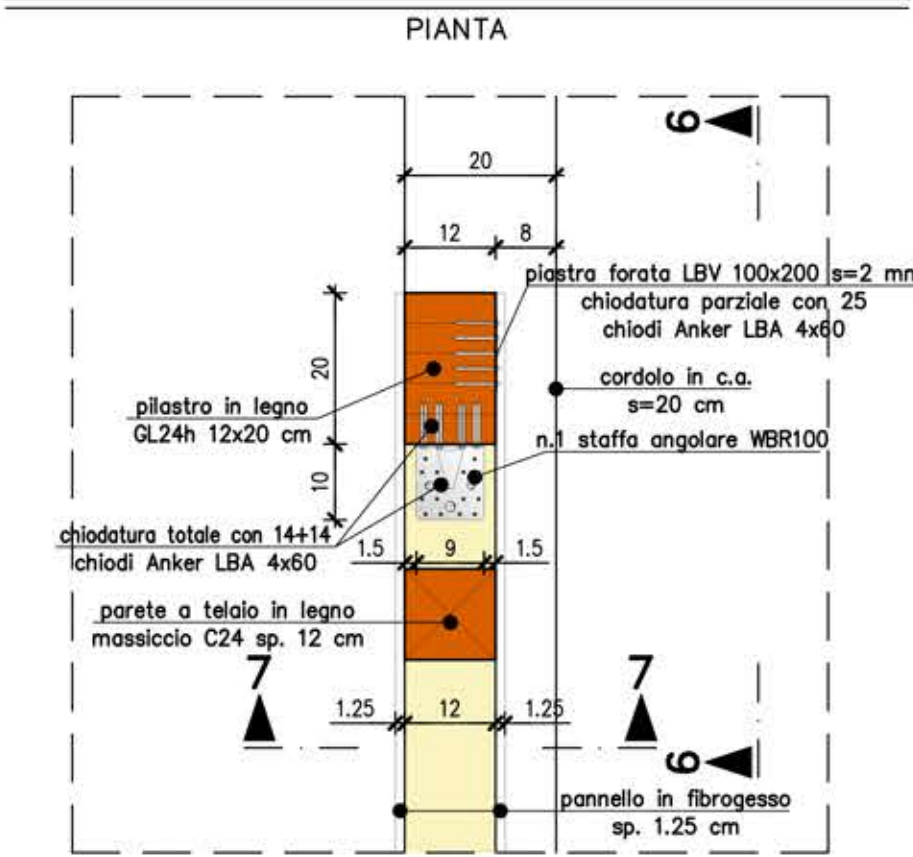 PIANTA
6
20
12
8
piastra forata LBV 100x200 s=2 mm
chiodatura parziale con 25
chiodi Anker LBA 4x60
20
cordolo in c.a.
s=20 cm
pilastro in legno
GL24h 12x20 cm
n.1 staffa angolare WBR100
10
chiodatura totale con 14+14
chiodi Anker LBA 4x60
1.5
9
1.5
parete a telaio in legno
massiccio C24 sp. 12 cm
7
7
1.25
12
1.25
6
pannello in fibrogesso
sp. 1.25 cm